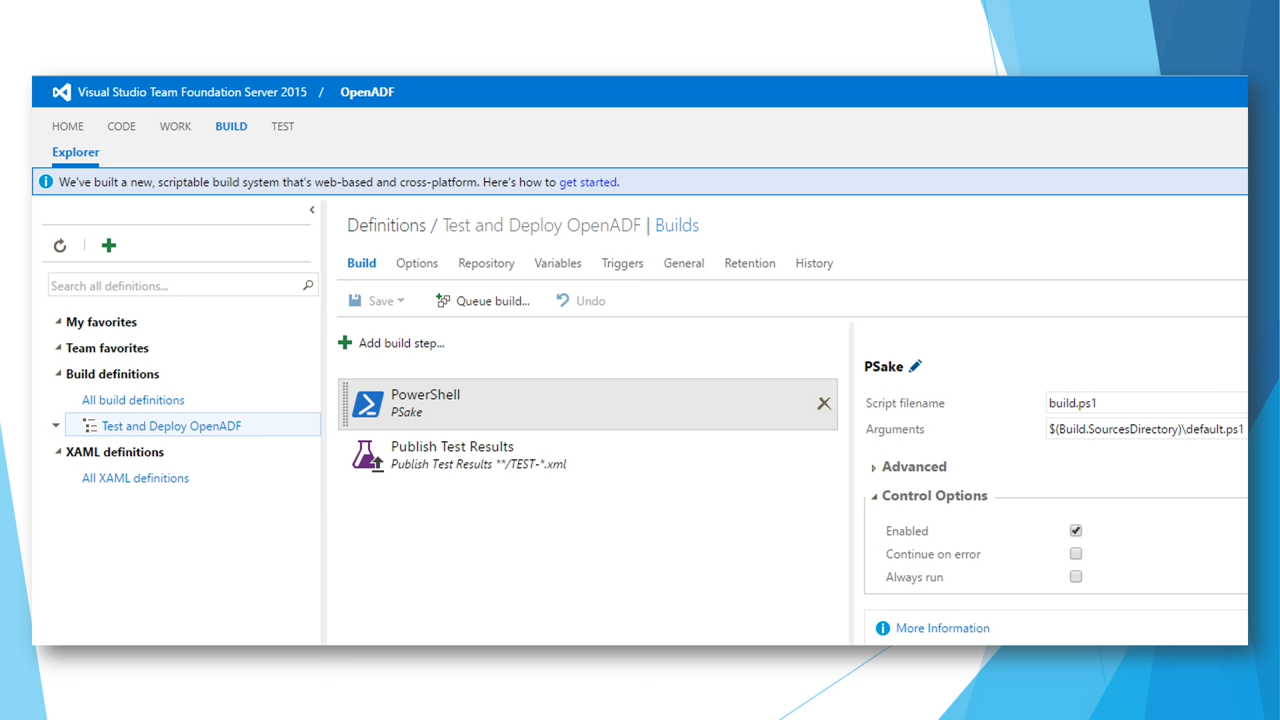 Visual Studio Team Foundation Server 2015 / OpenADF
HOME CODE WORK BUILD TEST
Explorer
We've built a new, scriptable build system that's web-based and cross-platform. Here's how to get started.
Search all definitions...
My favorites
Team favorites
Build definitions
All build definitions
Test and Deploy OpenADF
XAML definitions
All XAML definitions
Definitions / Test and Deploy OpenADF | Builds
Build Options Repository Variables Triggers General Retention History
Save Queue build... Undo
Add build step...
PowerShell
PSake
Publish Test Results
Publish Test Results **/TEST-*.xml
PSake
Script filename build.ps1
Arguments $(Build.SourcesDirectory)\default.ps1
Advanced
Control Options
Enabled
Continue on error
Always run
More Information